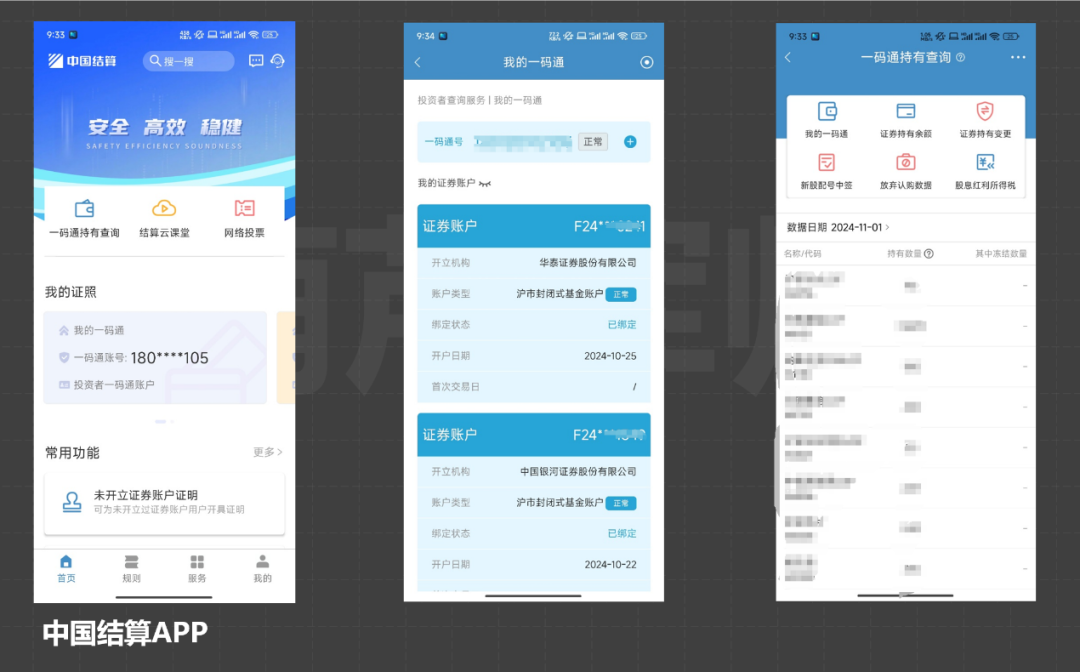 9:33
中国结算
搜一搜
安全 高效 稳健
SAFETY EFFICIENCY SOUNDNESS
一码通持有查询
结算云课堂
网络投票
我的证照
我的一码通
一码通账号: 180****105
投资者一码通账户
常用功能
更多 >
未开立证券账户证明
可为未开立过证券账户用户开具证明
首页
规则
服务
我的
9:34
我的一码通
投资者查询服务 | 我的一码通
一码通号
正常
我的证券账户
证券账户 F24**
开立机构 华泰证券股份有限公司
账户类型 沪市封闭式基金账户 正常
绑定状态 已绑定
开户日期 2024-10-25
首次交易日 /
证券账户 F24*
开立机构 中国银河证券股份有限公司
账户类型 沪市封闭式基金账户 正常
绑定状态 已绑定
开户日期 2024-10-22
9:33
一码通持有查询
我的一码通
证券持有余额
证券持有变更
新股配号中签
放弃认购数据
股息红利所得税
数据日期 2024-11-01 >
名称/代码 持有数量 其中冻结数量
中国结算APP